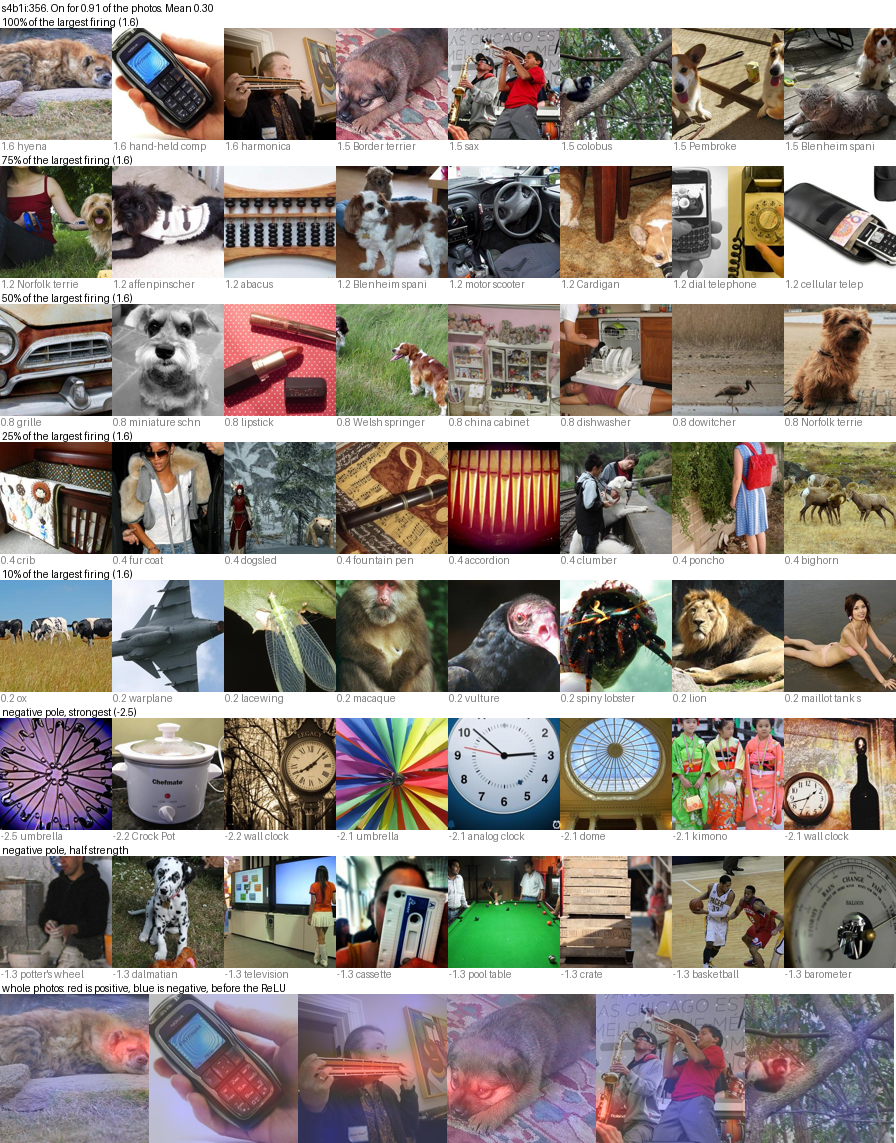 s4b1i:356. On for 0.91 of the photos. Mean 0.30
100% of the largest firing (1.6)
1.6 hyena
1.6 hand-held comp
1.6 harmonica
1.5 Border terrier
1.5 sax
1.5 colobus
1.5 Pembroke
1.5 Blenheim spani
75% of the largest firing (1.6)
1.2 Norfolk terrie
1.2 affenpinscher
1.2 abacus
1.2 Blenheim spani
1.2 motor scooter
1.2 Cardigan
1.2 dial telephone
1.2 cellular telep
50% of the largest firing (1.6)
0.8 grille
0.8 miniature schn
0.8 lipstick
0.8 Welsh springer
0.8 china cabinet
0.8 dishwasher
0.8 dowitcher
0.8 Norfolk terrie
25% of the largest firing (1.6)
0.4 crib
0.4 fur coat
0.4 dogsled
0.4 fountain pen
0.4 accordion
0.4 clumber
0.4 poncho
0.4 bighorn
10% of the largest firing (1.6)
0.2 ox
0.2 warplane
0.2 lacewing
0.2 macaque
0.2 vulture
0.2 spiny lobster
0.2 lion
0.2 maillot tank s
negative pole, strongest (-2.5)
-2.5 umbrella
-2.2 Crock Pot
-2.2 wall clock
-2.1 umbrella
-2.1 analog clock
-2.1 dome
-2.1 kimono
-2.1 wall clock
negative pole, half strength
-1.3 potter's wheel
-1.3 dalmatian
-1.3 television
-1.3 cassette
-1.3 pool table
-1.3 crate
-1.3 basketball
-1.3 barometer
whole photos: red is positive, blue is negative, before the ReLU